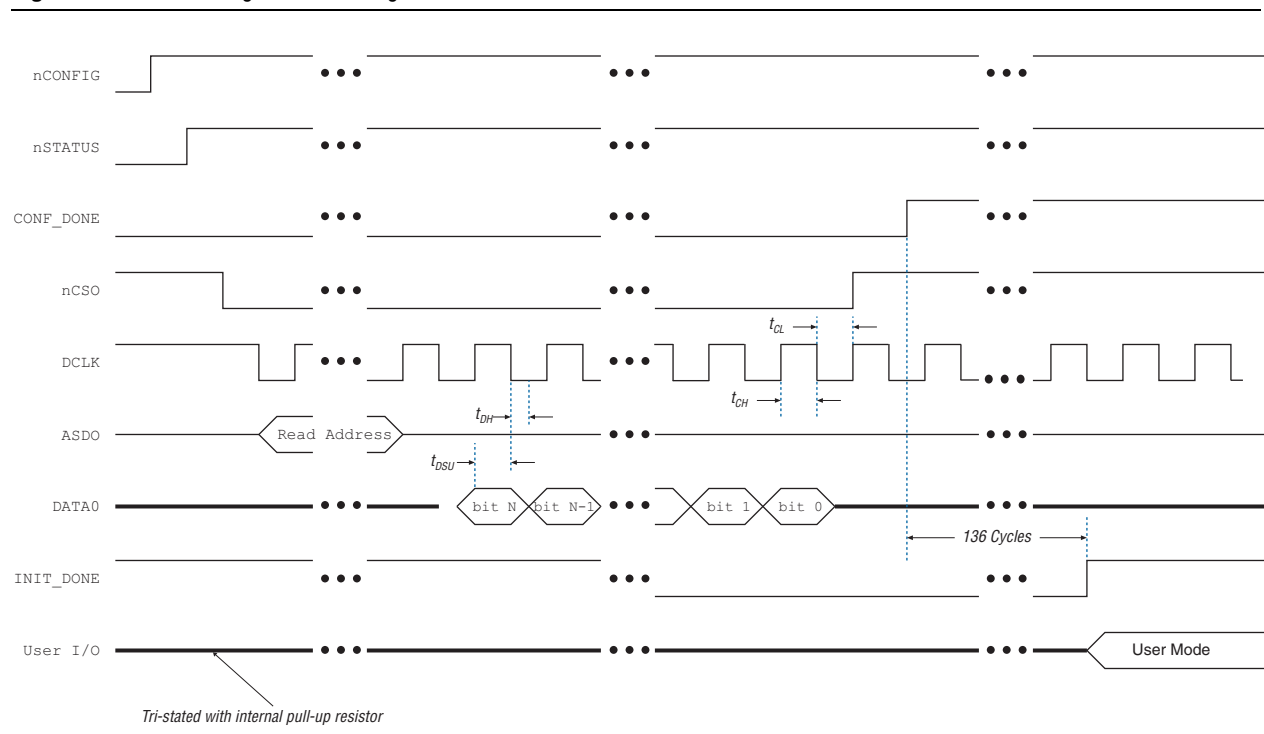 nCONFIG
nSTATUS
CONF_DONE
nCSO
tCL
DCLK
tCH
tDH
ASDO
Read Address
tDSU
DATA0
bit N
bit N-1
bit 1
bit 0
136 Cycles
INIT_DONE
User I/O
User Mode
Tri-stated with internal pull-up resistor